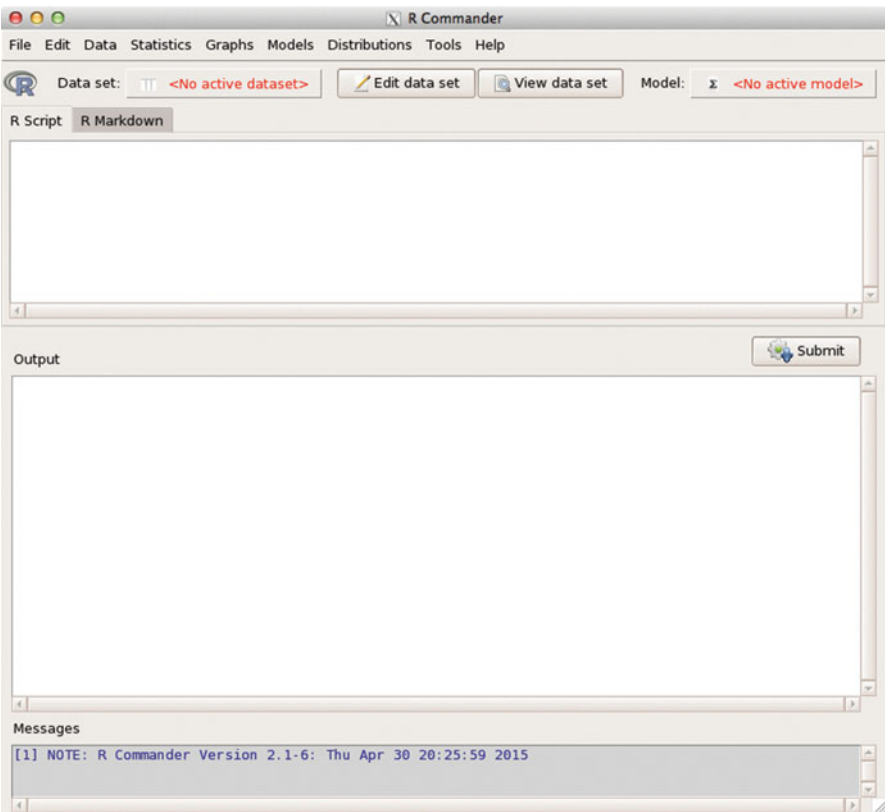 R Commander
File Edit Data Statistics Graphs Models Distributions Tools Help
R Data set: <No active dataset> Edit data set View data set Model: Σ <No active model>
R Script R Markdown
Submit
Output
Messages
[1] NOTE: R Commander Version 2.1-6: Thu Apr 30 20:25:59 2015